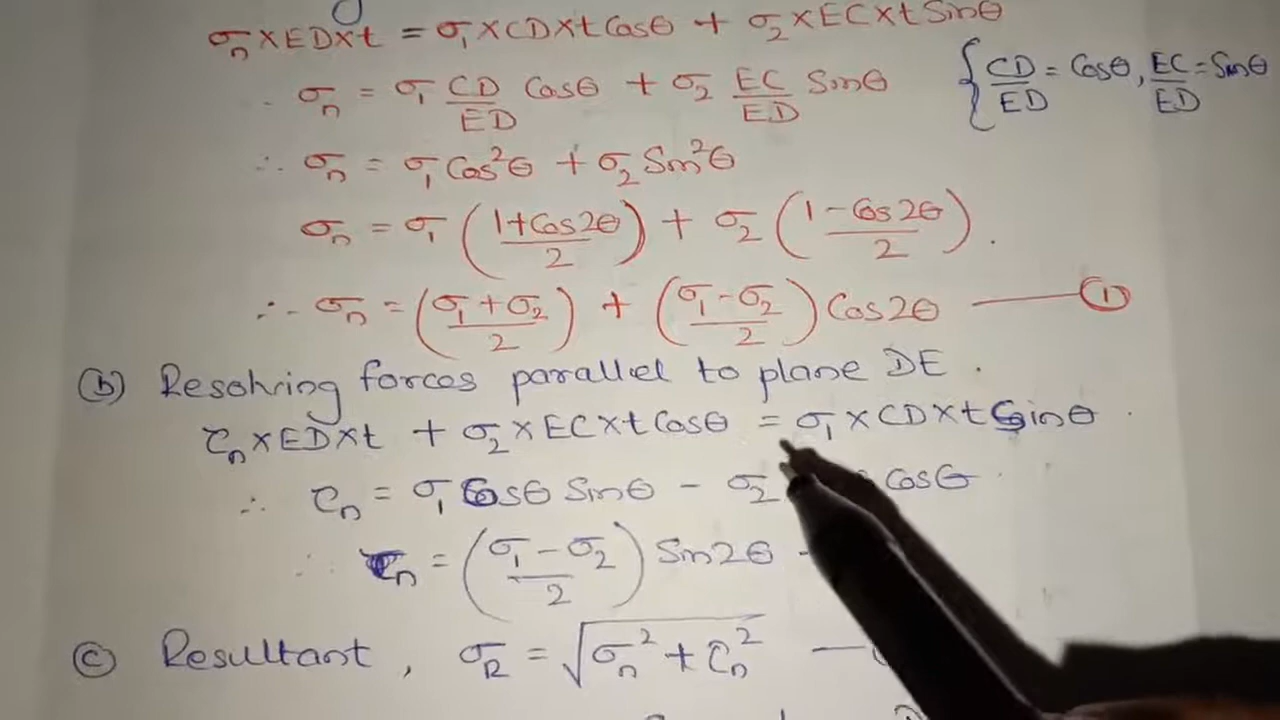 σn × ED × t = σ1 × CD × t Cosθ + σ2 × EC × t Sinθ
∴ σn = σ1 CD/ED Cosθ + σ2 EC/ED Sinθ { CD/ED = Cosθ, EC/ED = Sinθ
∴ σn = σ1 Cos²θ + σ2 Sin²θ
σn = σ1 ( (1+Cos2θ)/2 ) + σ2 ( (1-Cos2θ)/2 ).
∴ σn = ( (σ1 + σ2)/2 ) + ( (σ1 - σ2)/2 ) Cos2θ —— ①
(b) Resolving forces parallel to plane DE.
τn × ED × t + σ2 × EC × t Cosθ = σ1 × CD × t Sinθ
∴ τn = σ1 Cosθ Sinθ - σ2 Cosθ
∴ τn = ( (σ1 - σ2)/2 ) Sin2θ -
(c) Resultant, σR = √(σn² + τn²) —